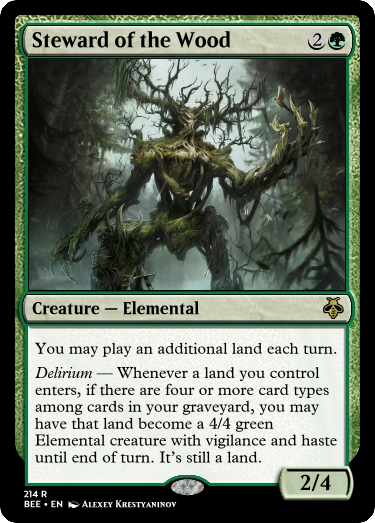 Steward of the Wood 2
Creature — Elemental
You may play an additional land each turn.
Delirium — Whenever a land you control
enters, if there are four or more card types
among cards in your graveyard, you may
have that land become a 4/4 green
Elemental creature with vigilance and haste
until end of turn. It's still a land.
2/4
214 R
BEE • EN Alexey Krestyaninov